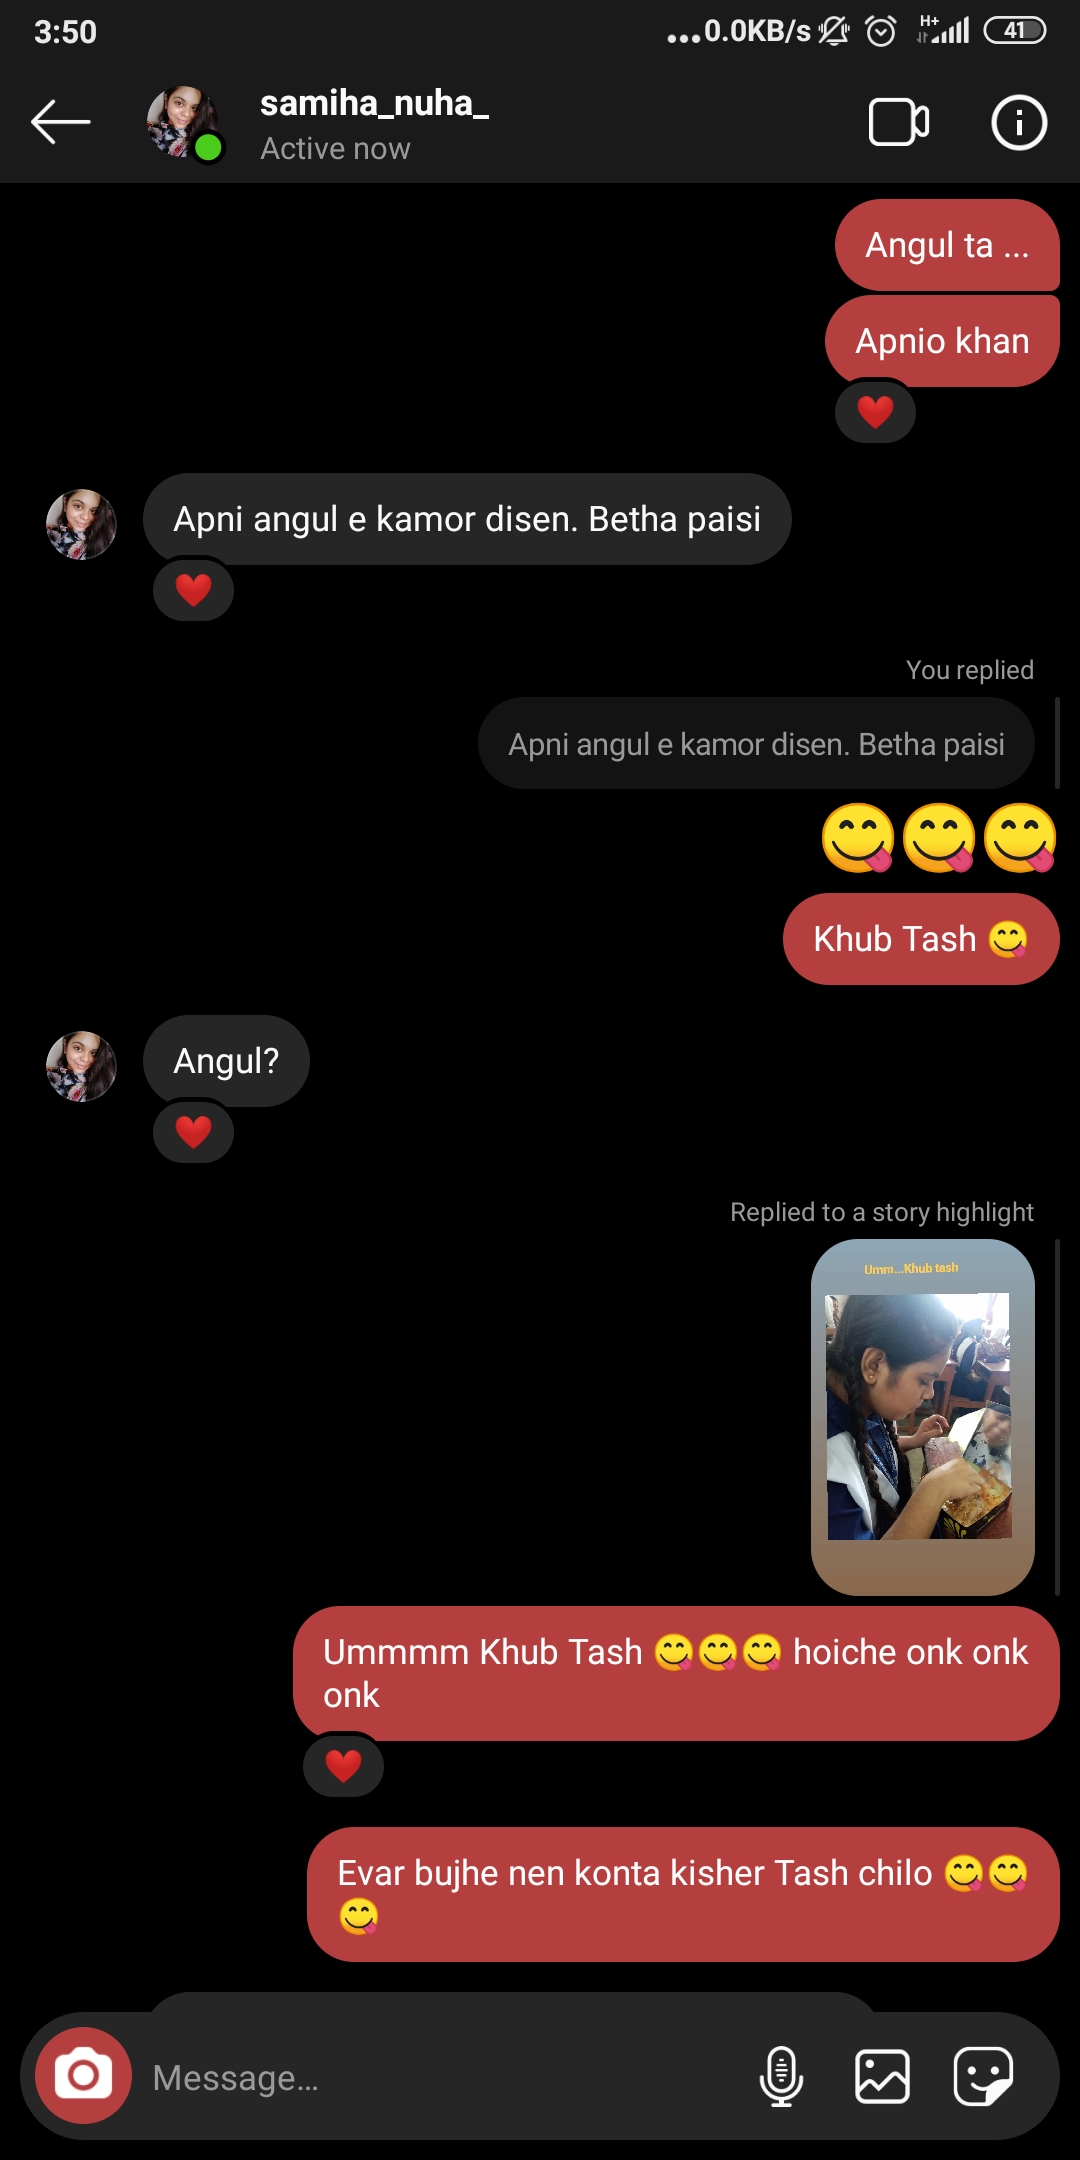 3:50
...0.0KB/s H+ 41
samiha_nuha_
Active now
Angul ta ...
Apnio khan
❤️
Apni angul e kamor disen. Betha paisi
❤️
You replied
Apni angul e kamor disen. Betha paisi
😋😋😋
Khub Tash 😋
Angul?
❤️
Replied to a story highlight
Umm...Khub tash
Ummmm Khub Tash 😋😋😋 hoiche onk onk
onk
❤️
Evar bujhe nen konta kisher Tash chilo 😋😋
😋
Message...